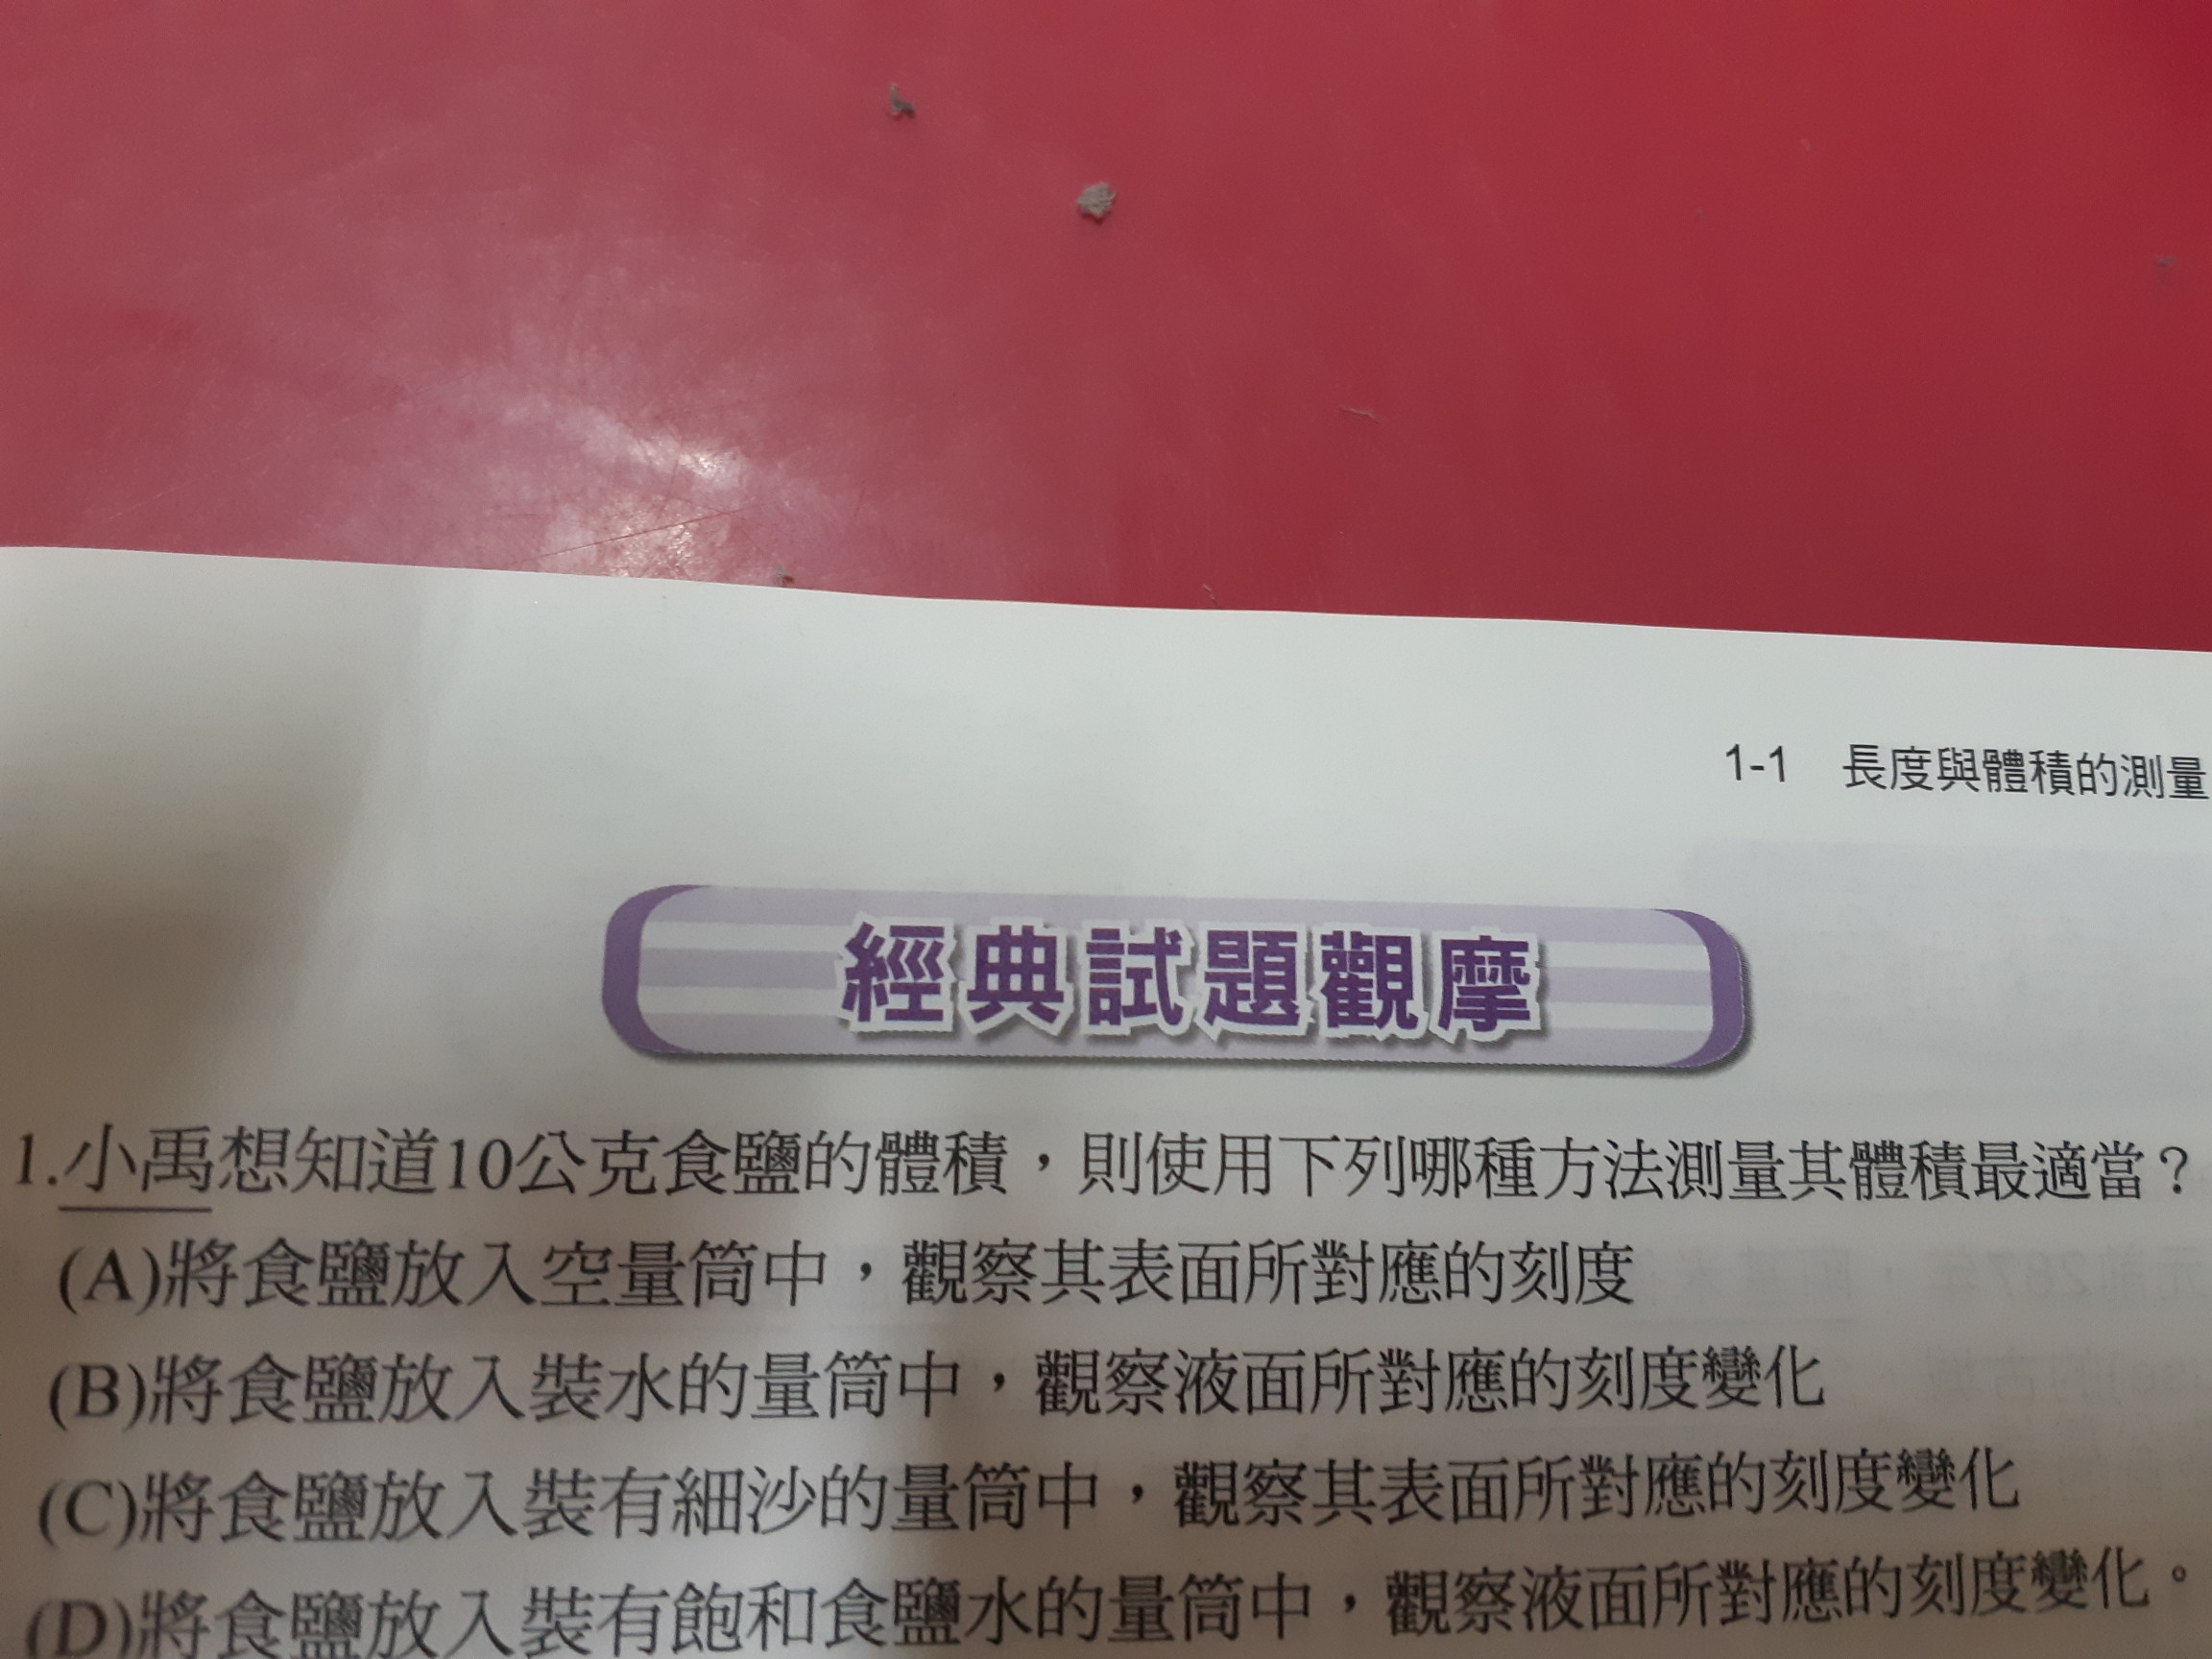 1-1 長度與體積的測量
經典試題觀摩
1.小禹想知道10公克食鹽的體積，則使用下列哪種方法測量其體積最適當？
(A)將食鹽放入空量筒中，觀察其表面所對應的刻度
(B)將食鹽放入裝水的量筒中，觀察液面所對應的刻度變化
(C)將食鹽放入裝有細沙的量筒中，觀察其表面所對應的刻度變化
(D)將食鹽放入裝有飽和食鹽水的量筒中，觀察液面所對應的刻度變化。